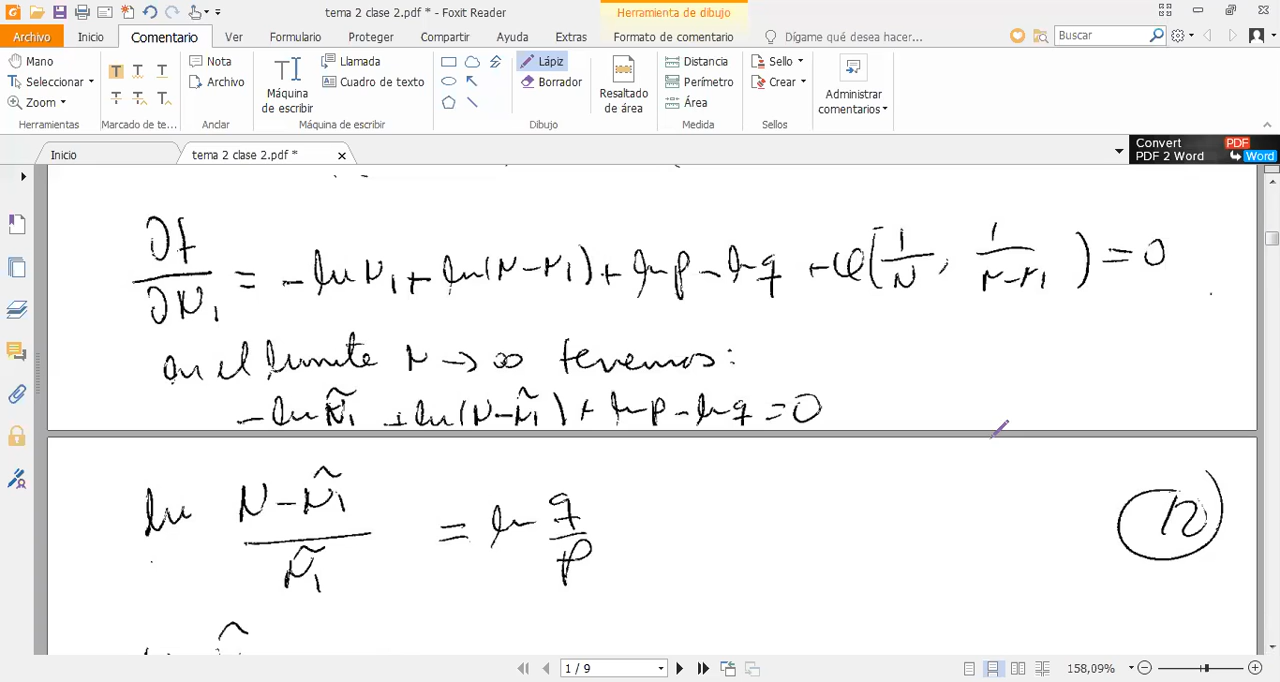 tema 2 clase 2.pdf * - Foxit Reader
Herramienta de dibujo
Archivo Inicio Comentario Ver Formulario Proteger Compartir Ayuda Extras Formato de comentario Dígame qué desea hacer... Buscar
Mano
Seleccionar
Zoom
Herramientas
T T T
T T T
Marcado de te...
Nota
Archivo
Anclar
Máquina de escribir
Llamada
Cuadro de texto
Máquina de escribir
Lápiz
Borrador
Dibujo
Resaltado de área
Distancia
Perímetro
Área
Medida
Sello
Crear
Sellos
Administrar comentarios
Inicio
tema 2 clase 2.pdf *
Convert PDF
PDF 2 Word Word
∂f/∂N₁ = -ln N₁ + ln(N-N₁) + ln p - ln q + O(1/N, 1/N-N₁) = 0
en el límite N → ∞ tenemos:
-ln Ñ₁ + ln(N-Ñ₁) + ln p - ln q = 0
ln N-Ñ₁/Ñ₁ = ln q/p
12
1 / 9
158,09%